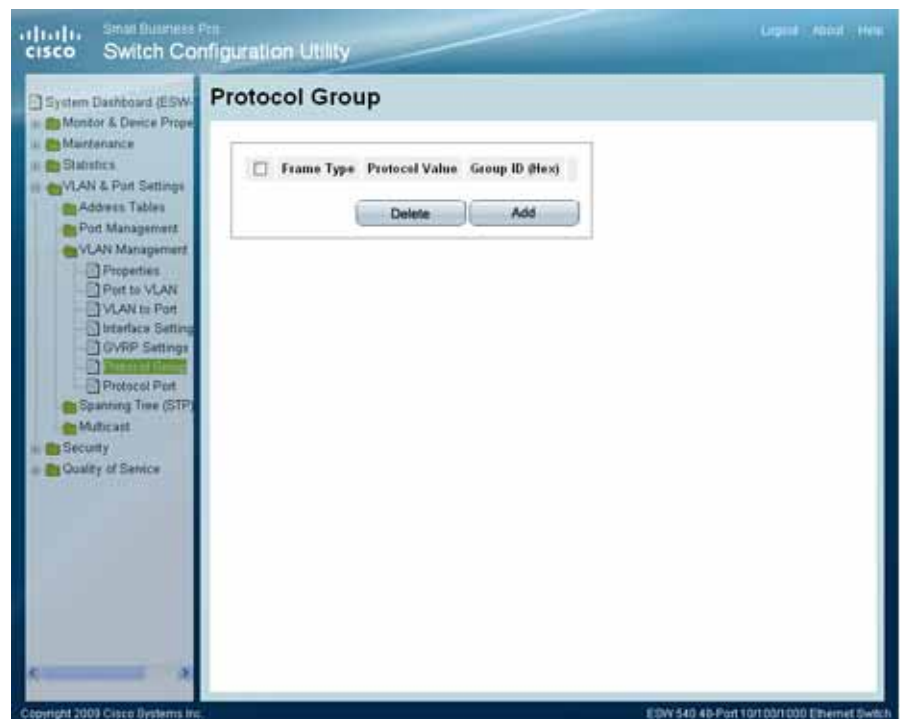 Small Business Pro
cisco Switch Configuration Utility
Logout About Help
System Dashboard (ESW-
Monitor & Device Prope
Maintenance
Statistics
VLAN & Port Settings
Address Tables
Port Management
VLAN Management
Properties
Port to VLAN
VLAN to Port
Interface Setting
GVRP Settings
Protocol Group
Protocol Port
Spanning Tree (STP)
Multicast
Security
Quality of Service
Protocol Group
Frame Type Protocol Value Group ID (Hex)
Delete Add
Copyright 2009 Cisco Systems Inc.
ESW 540 48-Port 10/100/1000 Ethernet Switch